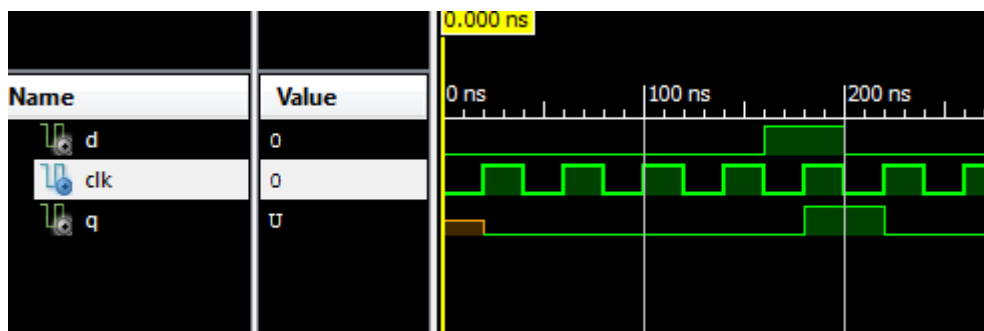 0.000 ns
Name Value 0 ns 100 ns 200 ns
d 0
clk 0
q U